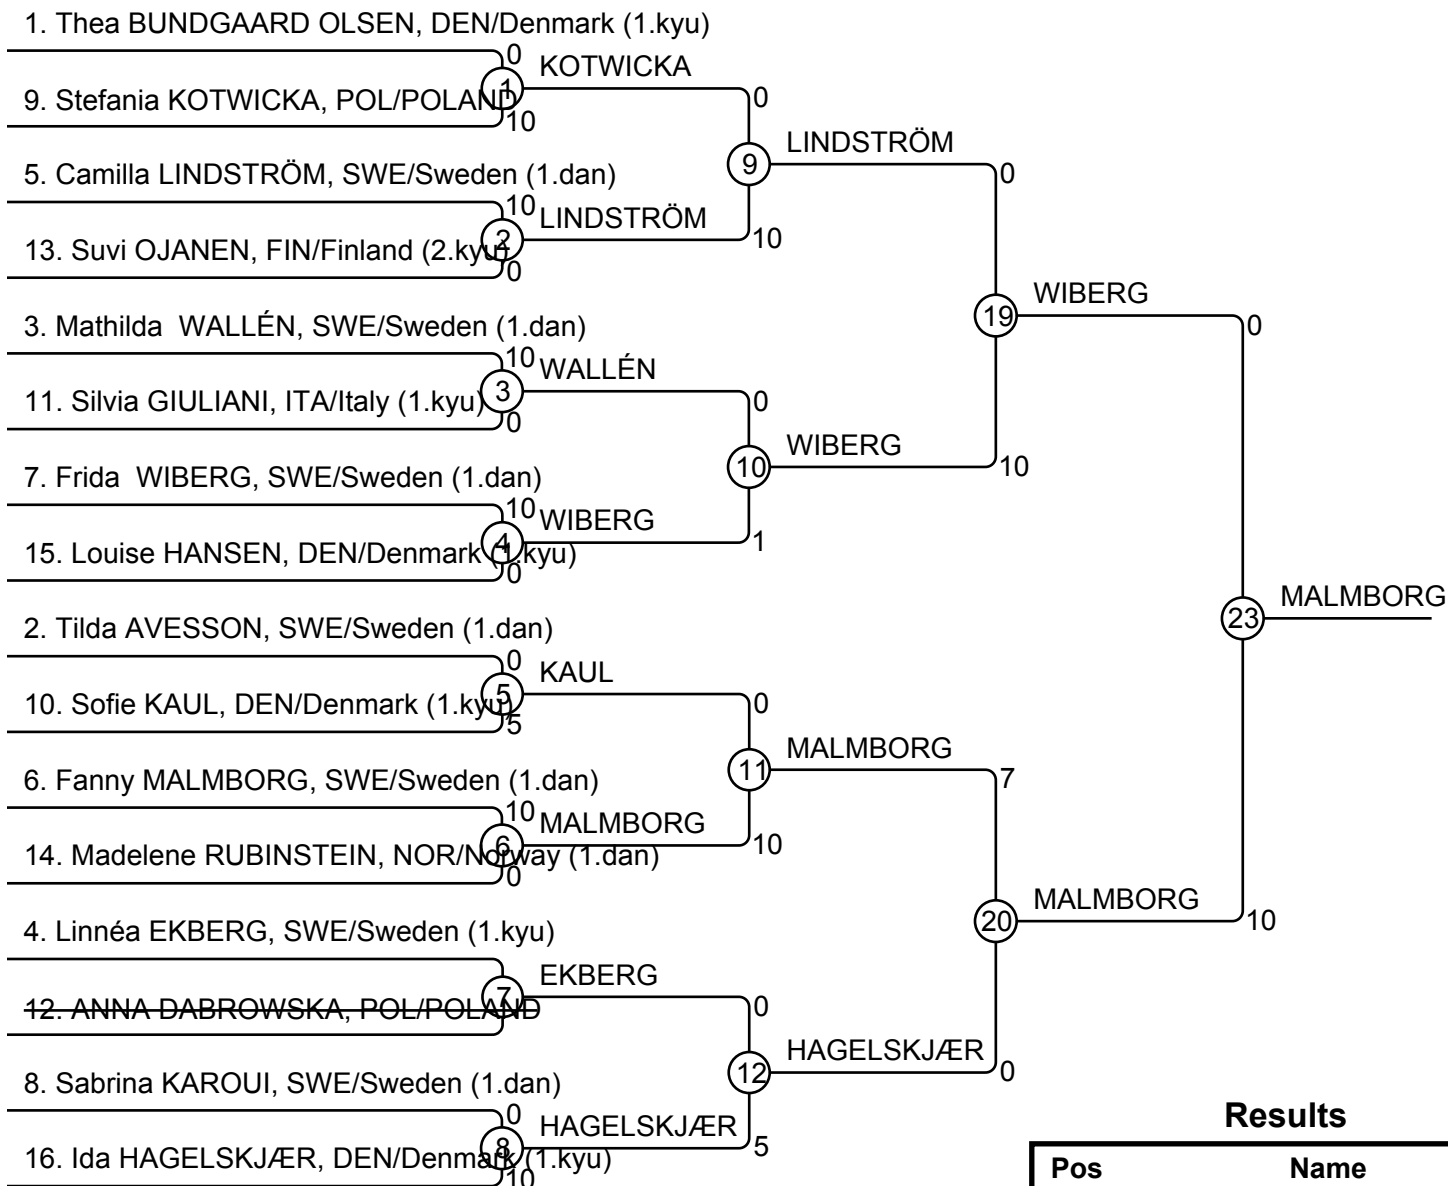 1. Thea BUNDGAARD OLSEN, DEN/Denmark (1.kyu)
0
1
KOTWICKA
9. Stefania KOTWICKA, POL/POLAND
10
0
9
LINDSTRÖM
5. Camilla LINDSTRÖM, SWE/Sweden (1.dan)
10
2
LINDSTRÖM
10
13. Suvi OJANEN, FIN/Finland (2.kyu)
0
0
19
WIBERG
3. Mathilda  WALLÉN, SWE/Sweden (1.dan)
10
3
WALLÉN
11. Silvia GIULIANI, ITA/Italy (1.kyu)
0
0
10
WIBERG
10
7. Frida  WIBERG, SWE/Sweden (1.dan)
10
4
WIBERG
1
15. Louise HANSEN, DEN/Denmark (1.kyu)
0
0
23
MALMBORG
2. Tilda AVESSON, SWE/Sweden (1.dan)
0
5
KAUL
10. Sofie KAUL, DEN/Denmark (1.kyu)
5
0
11
MALMBORG
7
6. Fanny MALMBORG, SWE/Sweden (1.dan)
10
6
MALMBORG
10
14. Madelene RUBINSTEIN, NOR/Norway (1.dan)
0
20
MALMBORG
10
4. Linnéa EKBERG, SWE/Sweden (1.kyu)
7
EKBERG
12. ANNA DABROWSKA, POL/POLAND
0
12
HAGELSKJÆR
0
8. Sabrina KAROUI, SWE/Sweden (1.dan)
0
8
HAGELSKJÆR
5
16. Ida HAGELSKJÆR, DEN/Denmark (1.kyu)
10
Results
Pos Name